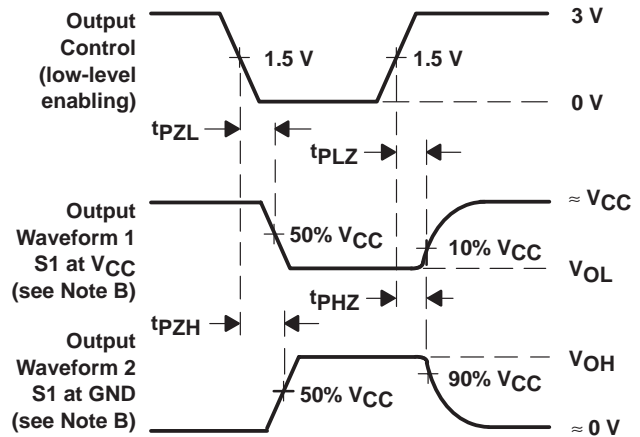 Output
Control
(low-level
enabling)
1.5 V
1.5 V
3 V
0 V
tPZL
tPLZ
Output
Waveform 1
S1 at VCC
(see Note B)
50% VCC
10% VCC
≈ VCC
VOL
tPHZ
tPZH
Output
Waveform 2
S1 at GND
(see Note B)
50% VCC
90% VCC
VOH
≈ 0 V